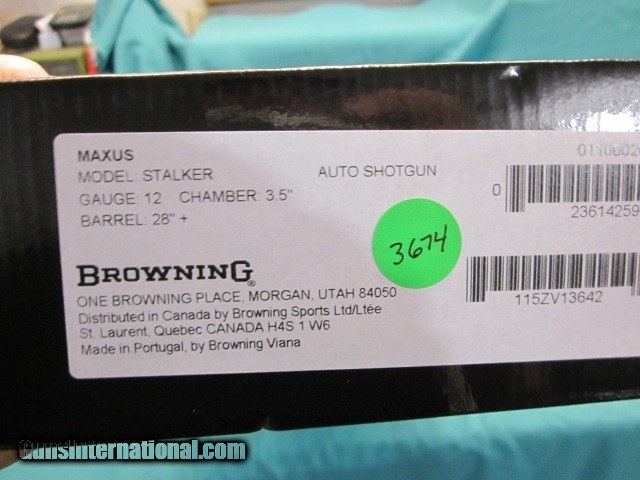 MAXUS
MODEL: STALKER AUTO SHOTGUN
GAUGE: 12 CHAMBER: 3.5"
BARREL: 28" +
0
23614259
3674
BROWNING®
ONE BROWNING PLACE, MORGAN, UTAH 84050
115ZV13642
Distributed in Canada by Browning Sports Ltd/Ltée
St. Laurent, Quebec CANADA H4S 1 W6
Made in Portugal, by Browning Viana
GunsInternational.com